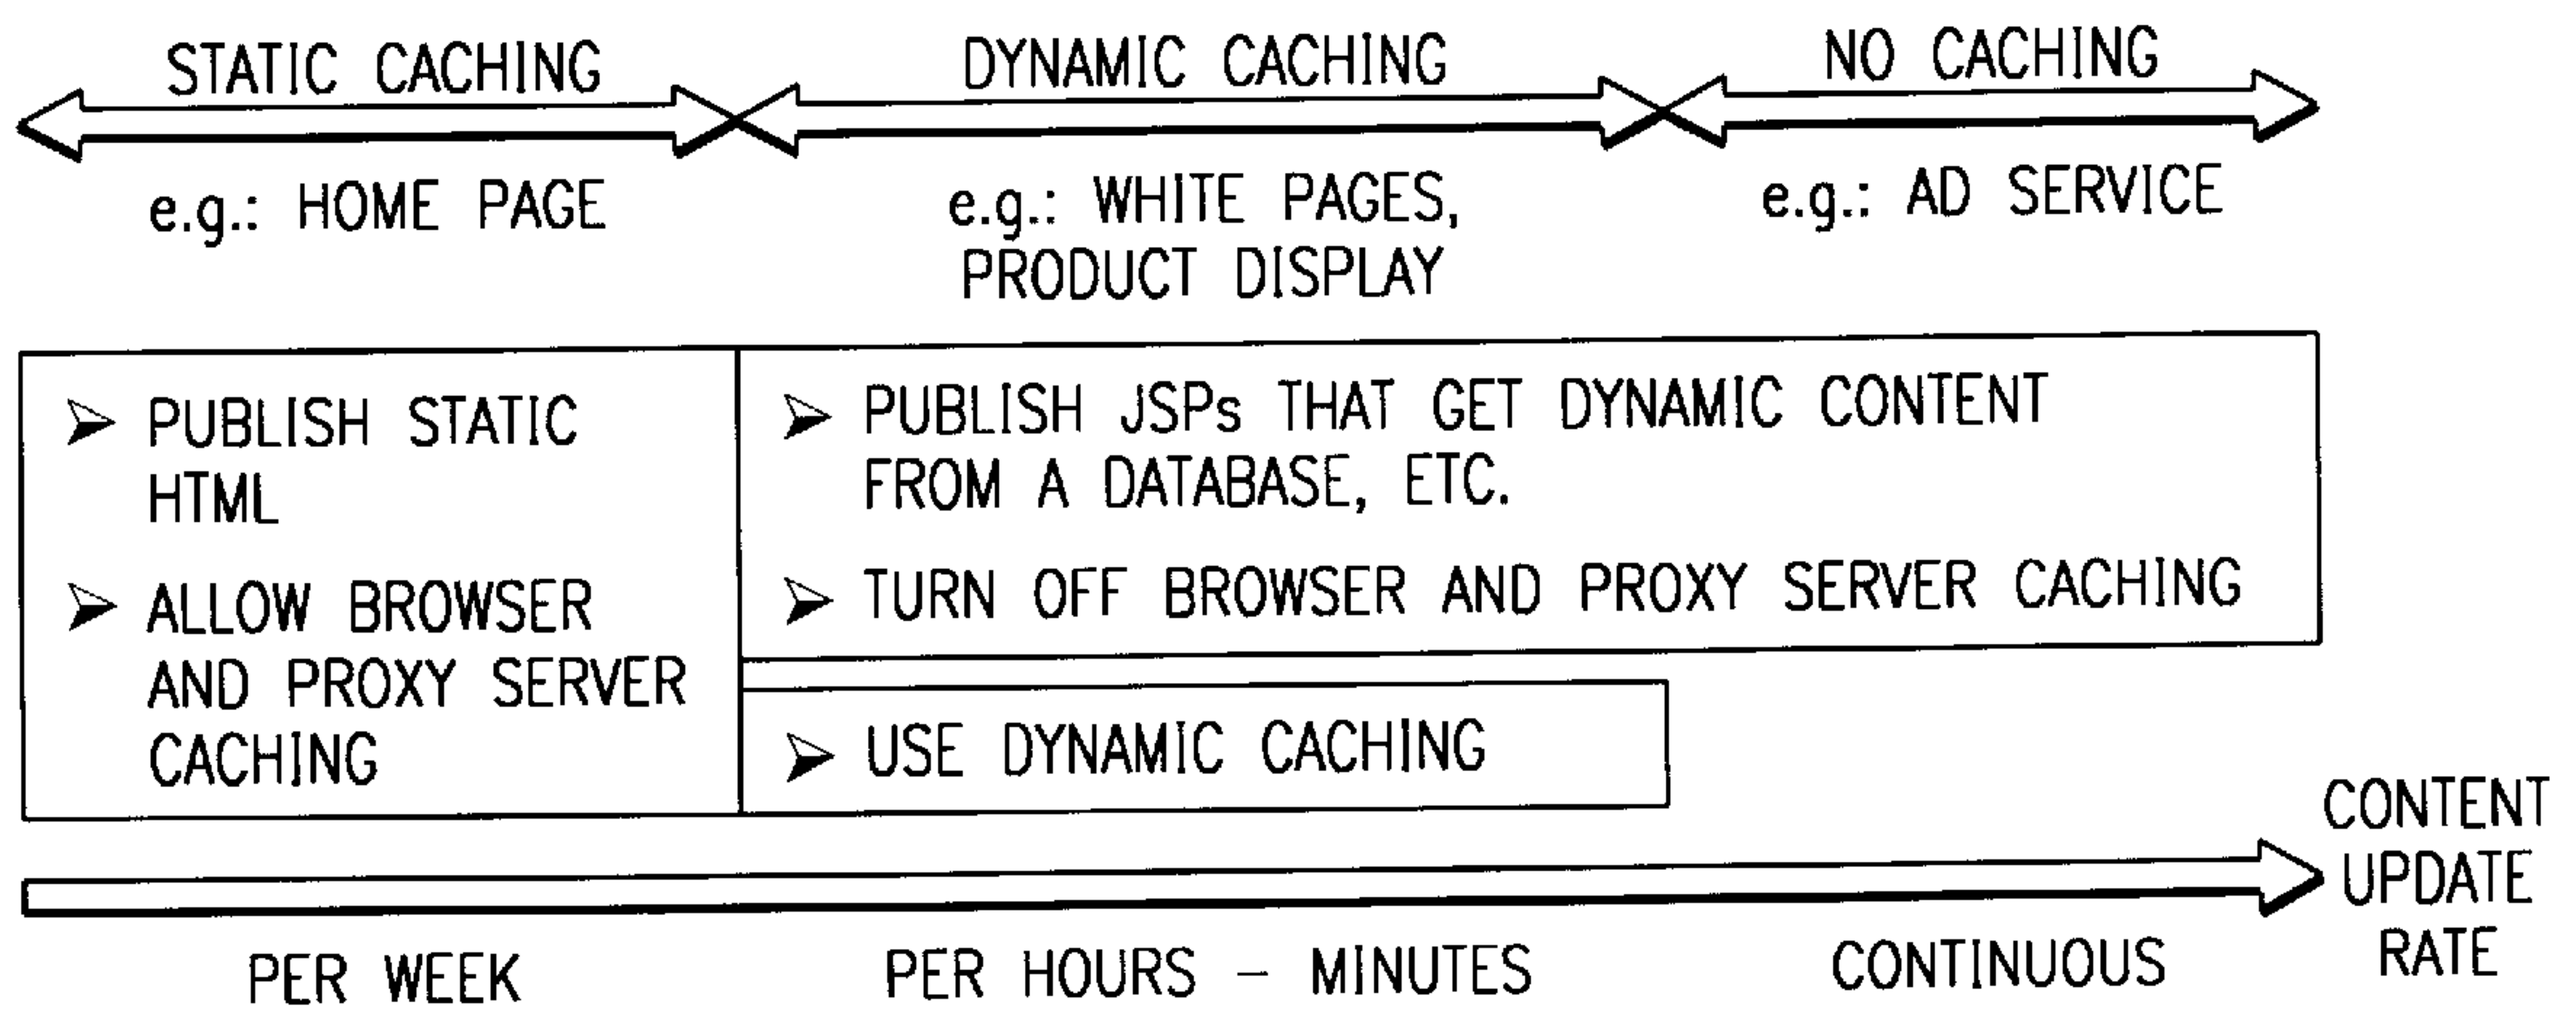 STATIC CACHING
DYNAMIC CACHING
NO CACHING
e.g.: HOME PAGE
e.g.: WHITE PAGES,
PRODUCT DISPLAY
e.g.: AD SERVICE
PUBLISH STATIC
HTML
ALLOW BROWSER
AND PROXY SERVER
CACHING
PUBLISH JSPs THAT GET DYNAMIC CONTENT
FROM A DATABASE, ETC.
TURN OFF BROWSER AND PROXY SERVER CACHING
USE DYNAMIC CACHING
CONTENT
UPDATE
RATE
PER WEEK
PER HOURS – MINUTES
CONTINUOUS